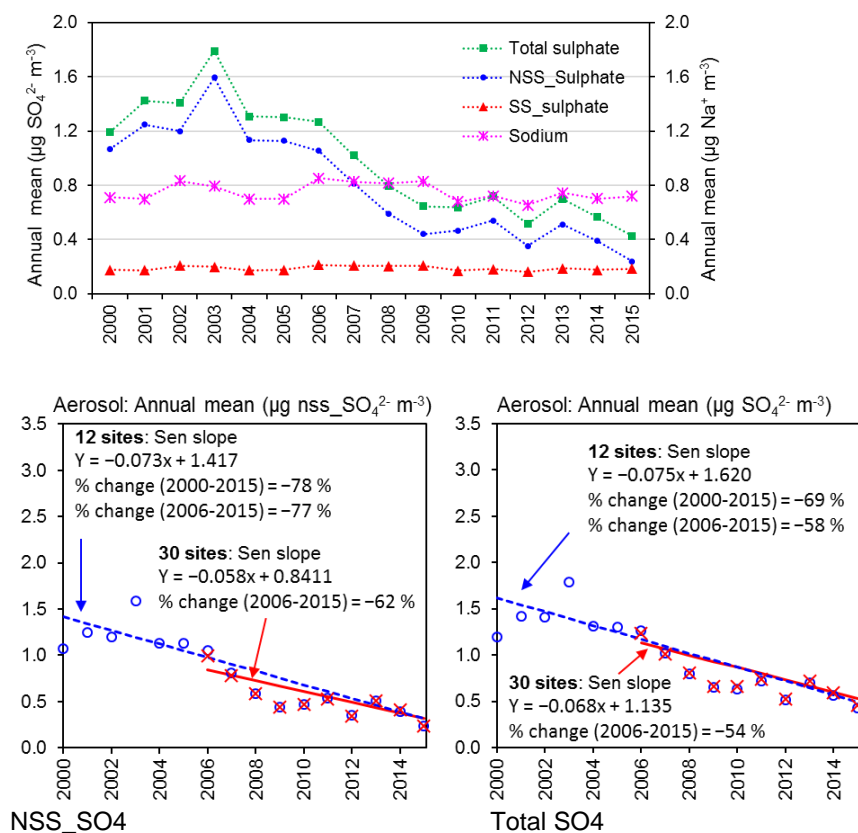 Annual mean (µg SO₄²⁻ m⁻³)
2.0
1.6
1.2
0.8
0.4
0.0
Total sulphate
NSS_Sulphate
SS_sulphate
Sodium
2.0
1.6
1.2
0.8
0.4
0.0
Annual mean (µg Na⁺ m⁻³)
2000
2001
2002
2003
2004
2005
2006
2007
2008
2009
2010
2011
2012
2013
2014
2015
Aerosol: Annual mean (µg nss_SO₄²⁻ m⁻³)
3.5
3.0
2.5
2.0
1.5
1.0
0.5
0.0
12 sites: Sen slope
Y = −0.073x + 1.417
% change (2000-2015) = −78 %
% change (2006-2015) = −77 %
30 sites: Sen slope
Y = −0.058x + 0.8411
% change (2006-2015) = −62 %
2000
2002
2004
2006
2008
2010
2012
2014
NSS_SO4
Aerosol: Annual mean (µg SO₄²⁻ m⁻³)
3.5
3.0
2.5
2.0
1.5
1.0
0.5
0.0
12 sites: Sen slope
Y = −0.075x + 1.620
% change (2000-2015) = −69 %
% change (2006-2015) = −58 %
30 sites: Sen slope
Y = −0.068x + 1.135
% change (2006-2015) = −54 %
2000
2002
2004
2006
2008
2010
2012
2014
Total SO4